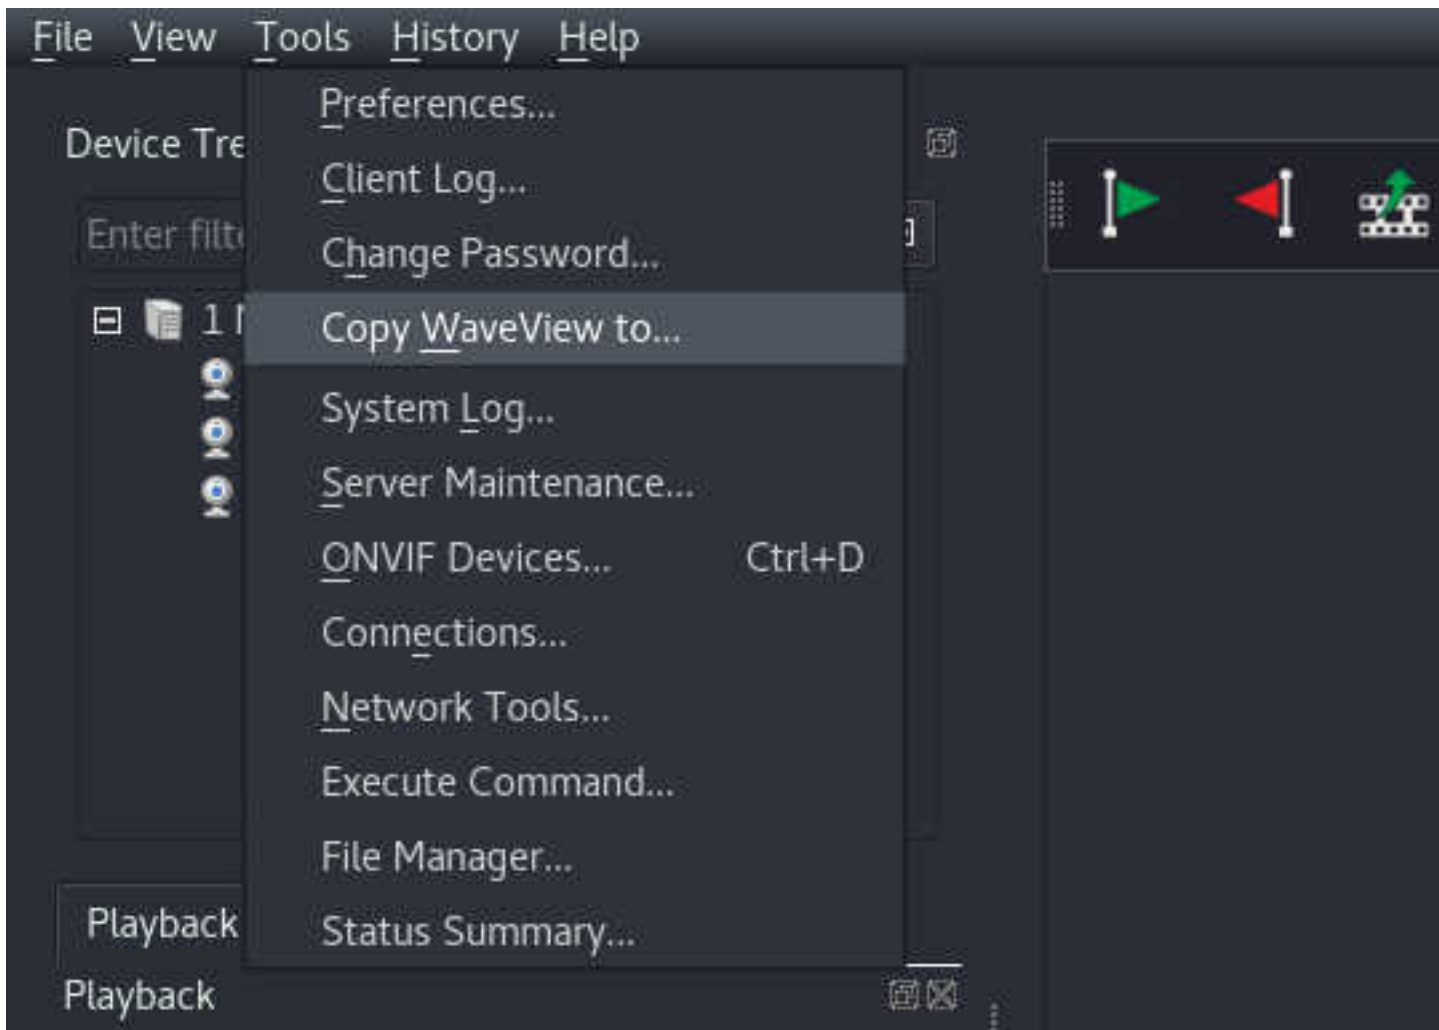 File View Tools History Help
Preferences...
Device Tre
Client Log...
Enter filte
Change Password...
1
Copy WaveView to...
System Log...
Server Maintenance...
ONVIF Devices... Ctrl+D
Connections...
Network Tools...
Execute Command...
File Manager...
Playback
Status Summary...
Playback